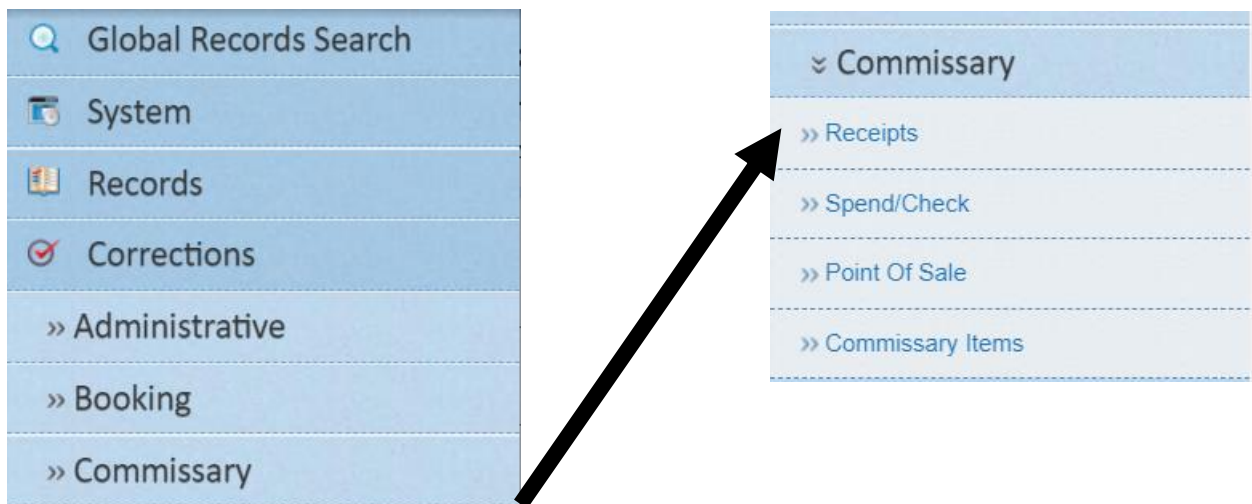 Global Records Search
System
Records
Corrections
» Administrative
» Booking
» Commissary
Commissary
» Receipts
» Spend/Check
» Point Of Sale
» Commissary Items